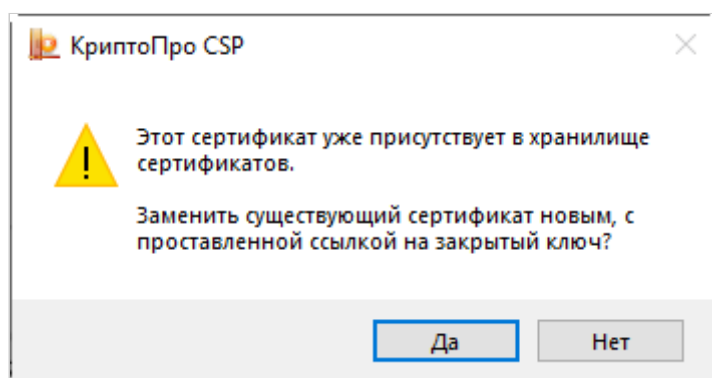 КриптоПро CSP
Этот сертификат уже присутствует в хранилище
сертификатов.
Заменить существующий сертификат новым, с
проставленной ссылкой на закрытый ключ?
Да
Нет